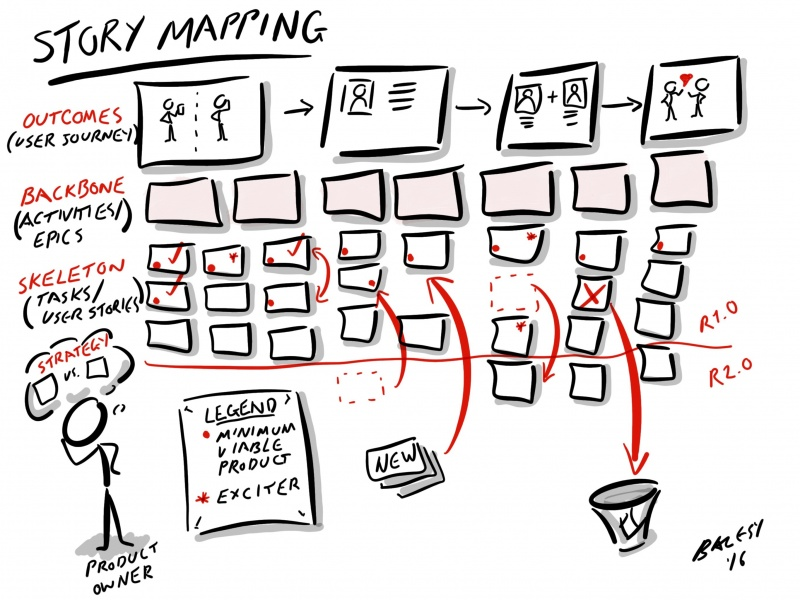 STORY MAPPING
OUTCOMES
(USER JOURNEY)
+
BACKBONE
(ACTIVITIES/
EPICS
SKELETON
(TASKS/
USER STORIES)
R1.0
R2.0
STRATEGY
VS.
LEGEND
MINIMUM
VIABLE
PRODUCT
* EXCITER
NEW
PRODUCT
OWNER
BALESY
'16